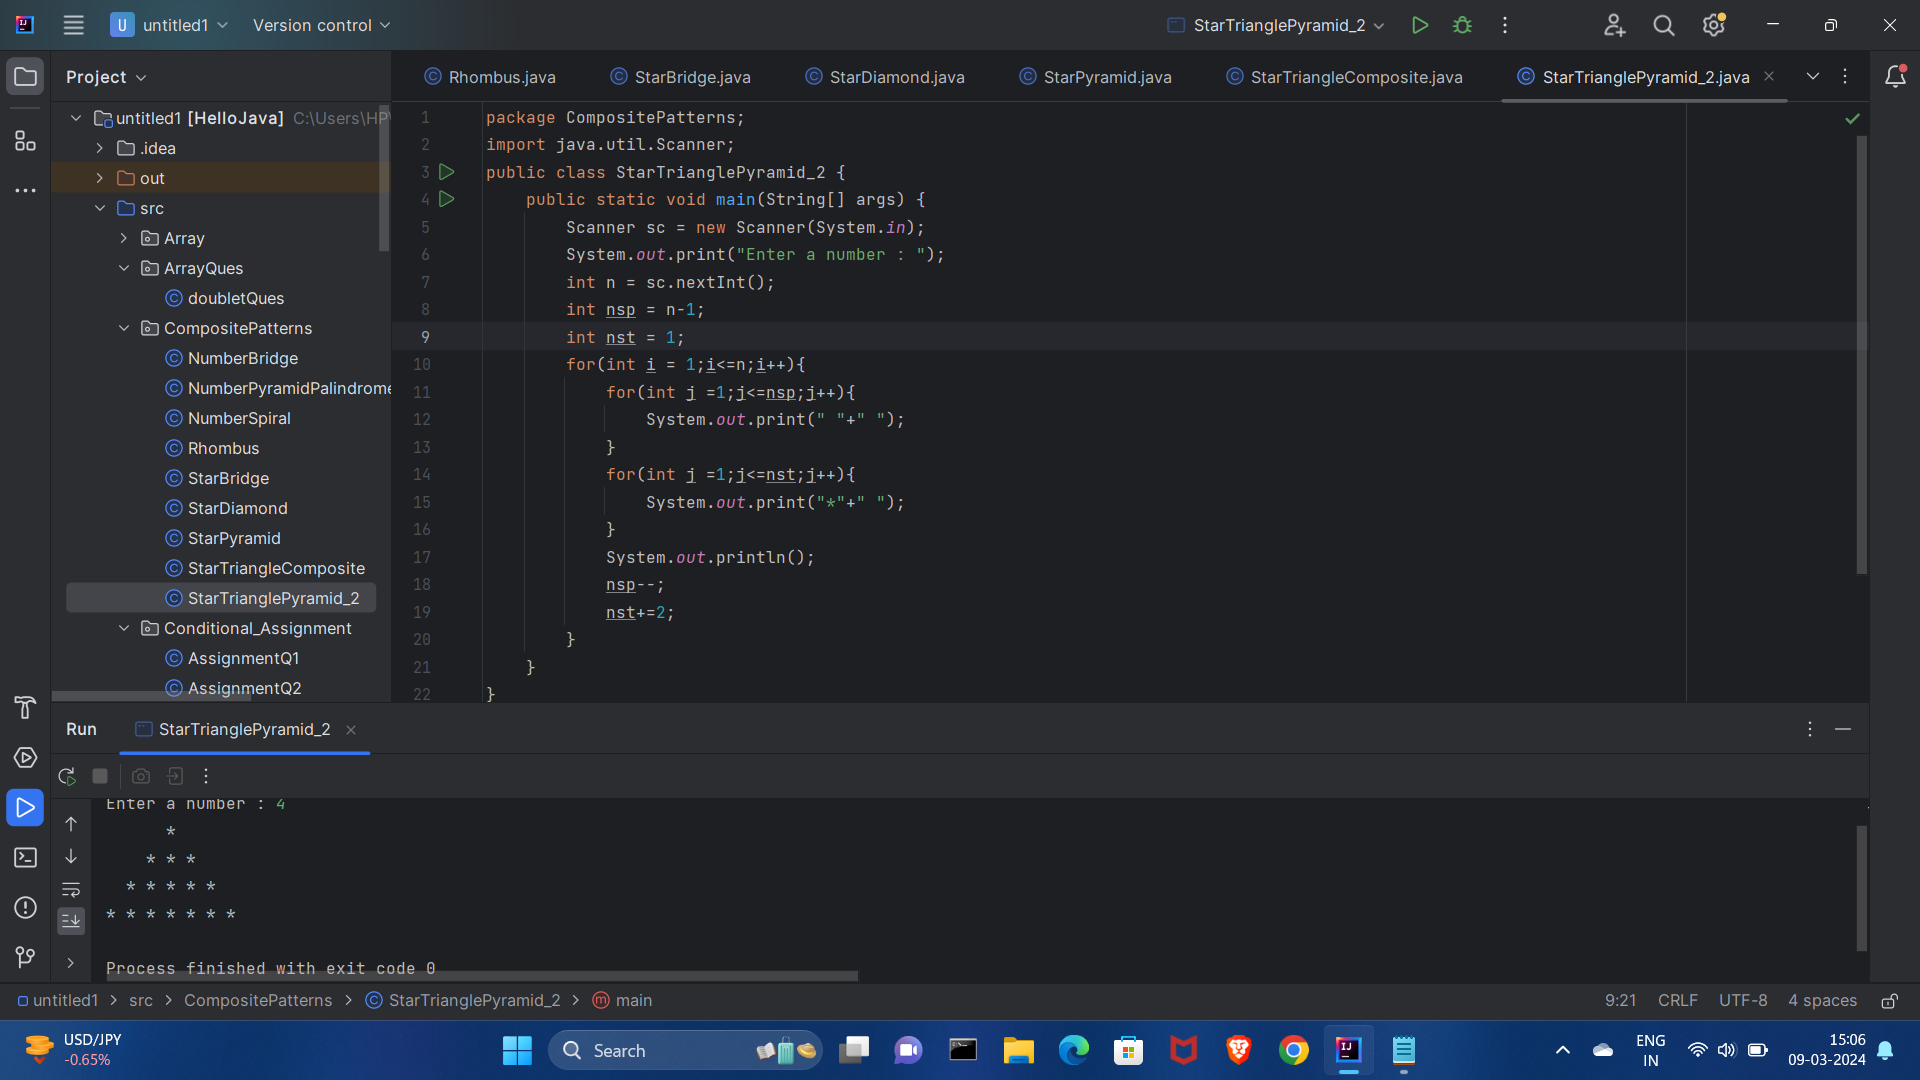 U untitled1 Version control StarTrianglePyramid_2
Project Rhombus.java StarBridge.java StarDiamond.java StarPyramid.java StarTriangleComposite.java StarTrianglePyramid_2.java
untitled1 [HelloJava] C:\Users\HP\
.idea
out
src
Array
ArrayQues
doubletQues
CompositePatterns
NumberBridge
NumberPyramidPalindrome
NumberSpiral
Rhombus
StarBridge
StarDiamond
StarPyramid
StarTriangleComposite
StarTrianglePyramid_2
Conditional_Assignment
AssignmentQ1
AssignmentQ2
1 package CompositePatterns;
2 import java.util.Scanner;
3 public class StarTrianglePyramid_2 {
4 public static void main(String[] args) {
5 Scanner sc = new Scanner(System.in);
6 System.out.print("Enter a number : ");
7 int n = sc.nextInt();
8 int nsp = n-1;
9 int nst = 1;
10 for(int i = 1;i<=n;i++){
11 for(int j =1;j<=nsp;j++){
12 System.out.print(" "+" ");
13 }
14 for(int j =1;j<=nst;j++){
15 System.out.print("*"+" ");
16 }
17 System.out.println();
18 nsp--;
19 nst+=2;
20 }
21 }
22 }
Run StarTrianglePyramid_2
Enter a number : 4
*
* * *
* * * * *
* * * * * * *
Process finished with exit code 0
untitled1 > src > CompositePatterns > StarTrianglePyramid_2 > main 9:21 CRLF UTF-8 4 spaces
USD/JPY
-0.65%
Search
ENG
IN
15:06
09-03-2024